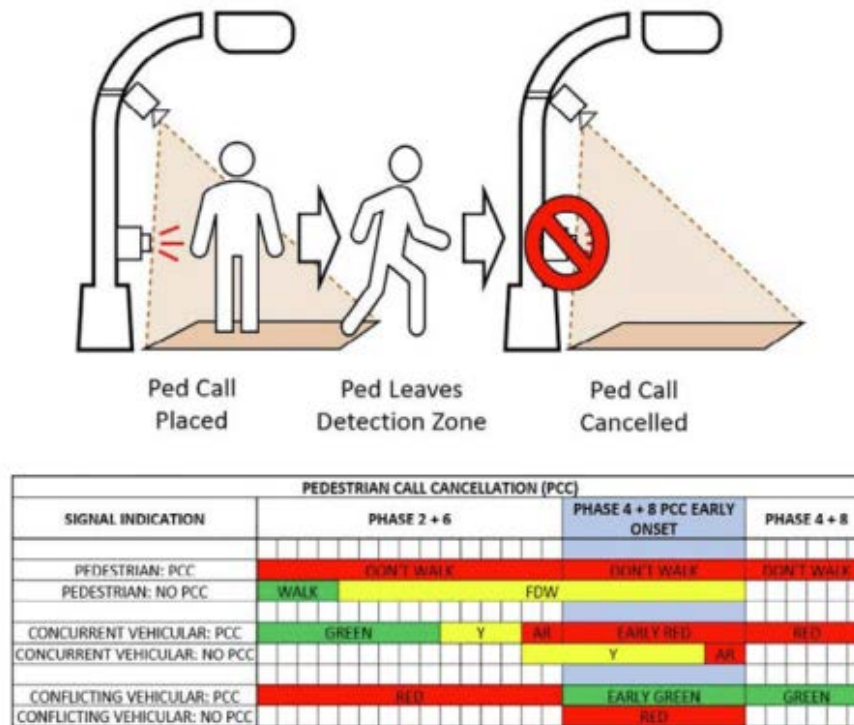 Ped Call Placed
Ped Leaves Detection Zone
Ped Call Cancelled
PEDESTRIAN CALL CANCELLATION (PCC)
SIGNAL INDICATION PHASE 2 + 6 PHASE 4 + 8 PCC EARLY ONSET PHASE 4 + 8
PEDESTRIAN: PCC DON'T WALK DON'T WALK DON'T WALK
PEDESTRIAN: NO PCC WALK FDW
CONCURRENT VEHICULAR: PCC GREEN Y AR EARLY RED RED
CONCURRENT VEHICULAR: NO PCC Y AR
CONFLICTING VEHICULAR: PCC RED EARLY GREEN GREEN
CONFLICTING VEHICULAR: NO PCC RED